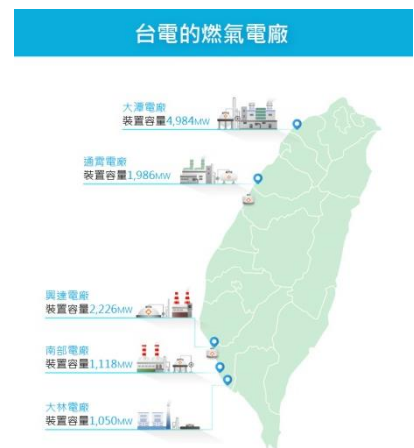 台電的燃氣電廠
大潭電廠
裝置容量4,984MW
通霄電廠
裝置容量1,986MW
興達電廠
裝置容量2,226MW
南部電廠
裝置容量1,118MW
大林電廠
裝置容量1,050MW